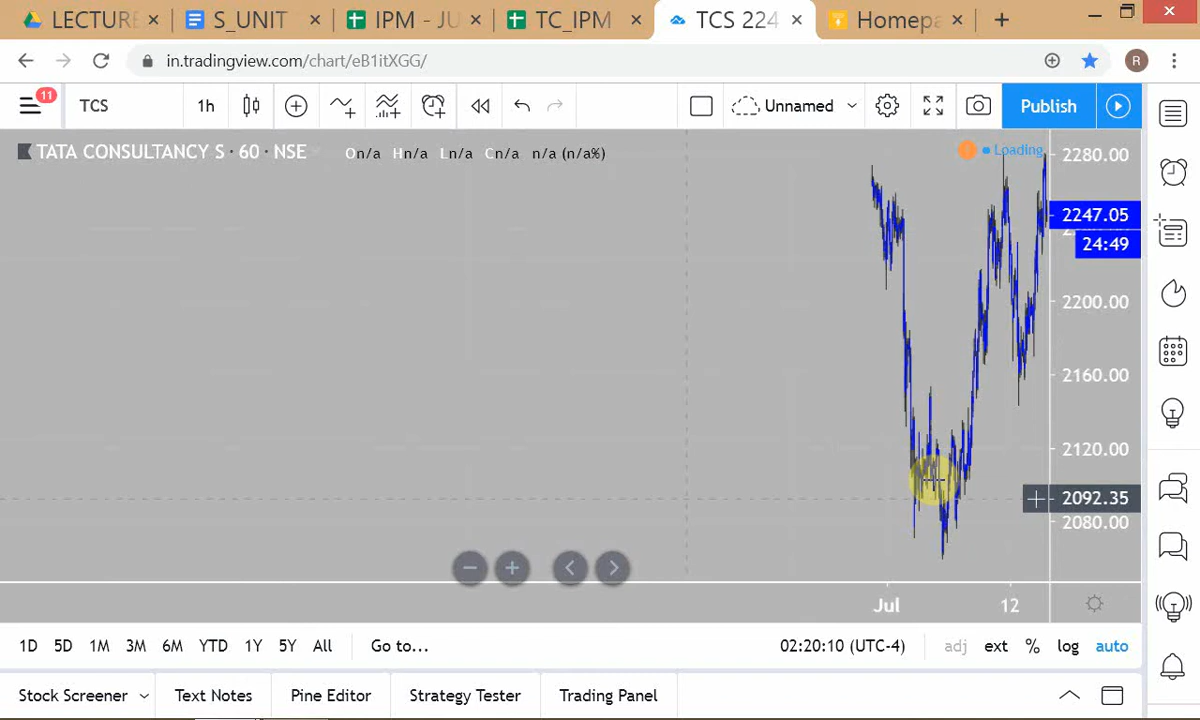 LECTURE
S_UNIT
IPM - JU
TC_IPM
TCS 224
Homepa
in.tradingview.com/chart/eB1itXGG/
R
11
TCS
1h
Unnamed
Publish
TATA CONSULTANCY S · 60 · NSE
On/a Hn/a Ln/a Cn/a n/a (n/a%)
Loading
2280.00
2247.05
24:49
2200.00
2160.00
2120.00
2092.35
2080.00
Jul
12
1D 5D 1M 3M 6M YTD 1Y 5Y All
Go to...
02:20:10 (UTC-4)
adj ext % log auto
Stock Screener
Text Notes
Pine Editor
Strategy Tester
Trading Panel